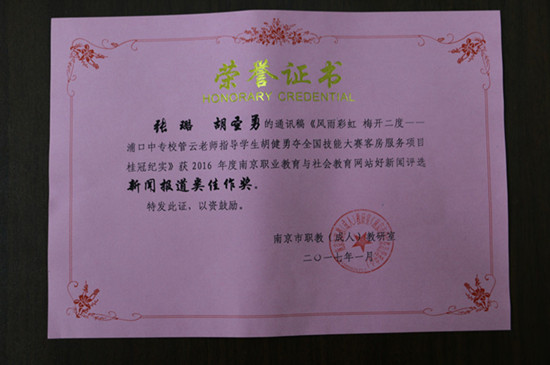 荣誉证书
HONORARY CREDENTIAL
张璐 胡圣勇的通讯稿《风雨彩虹 梅开二度——
浦口中专校管云老师指导学生胡健勇夺全国技能大赛客房服务项目
桂冠纪实》获2016年度南京职业教育与社会教育网站好新闻评选
新闻报道类佳作奖。
特发此证，以资鼓励。
南京市职教（成人）教研室
二〇一七年一月